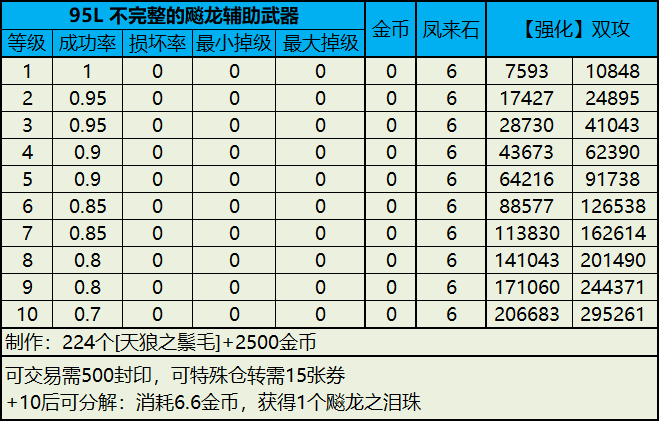 95L 不完整的飚龙辅助武器 金币 凤来石 【强化】双攻
等级 成功率 损坏率 最小掉级 最大掉级
1 1 0 0 0 0 6 7593 10848
2 0.95 0 0 0 0 6 17427 24895
3 0.95 0 0 0 0 6 28730 41043
4 0.9 0 0 0 0 6 43673 62390
5 0.9 0 0 0 0 6 64216 91738
6 0.85 0 0 0 0 6 88577 126538
7 0.85 0 0 0 0 6 113830 162614
8 0.8 0 0 0 0 6 141043 201490
9 0.8 0 0 0 0 6 171060 244371
10 0.7 0 0 0 0 6 206683 295261
制作：224个[天狼之鬃毛]+2500金币
可交易需500封印，可特殊仓转需15张券
+10后可分解：消耗6.6金币，获得1个飚龙之泪珠